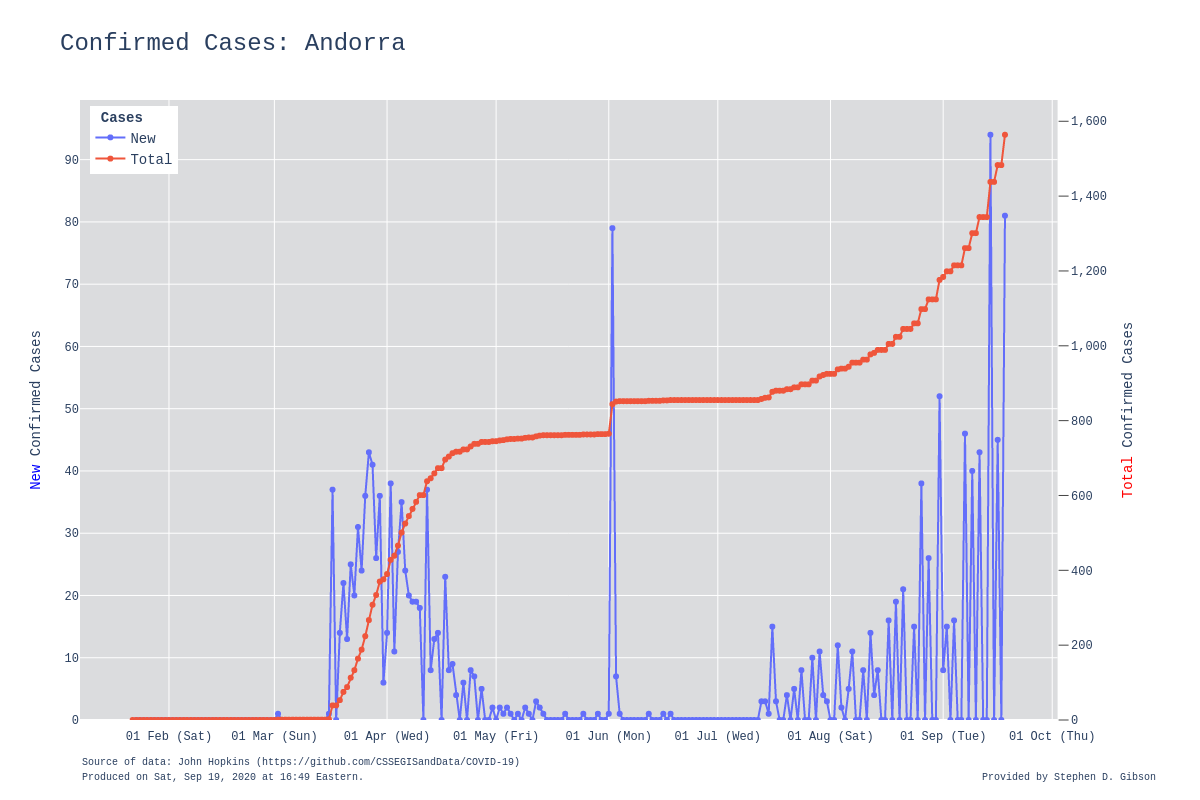 Confirmed Cases: Andorra
Cases
New
Total
90
80
70
60
50
40
30
20
10
0
1,600
1,400
1,200
1,000
800
600
400
200
0
New Confirmed Cases
Total Confirmed Cases
01 Feb (Sat) 01 Mar (Sun) 01 Apr (Wed) 01 May (Fri) 01 Jun (Mon) 01 Jul (Wed) 01 Aug (Sat) 01 Sep (Tue) 01 Oct (Thu)
Source of data: John Hopkins (https://github.com/CSSEGISandData/COVID-19)
Produced on Sat, Sep 19, 2020 at 16:49 Eastern.
Provided by Stephen D. Gibson